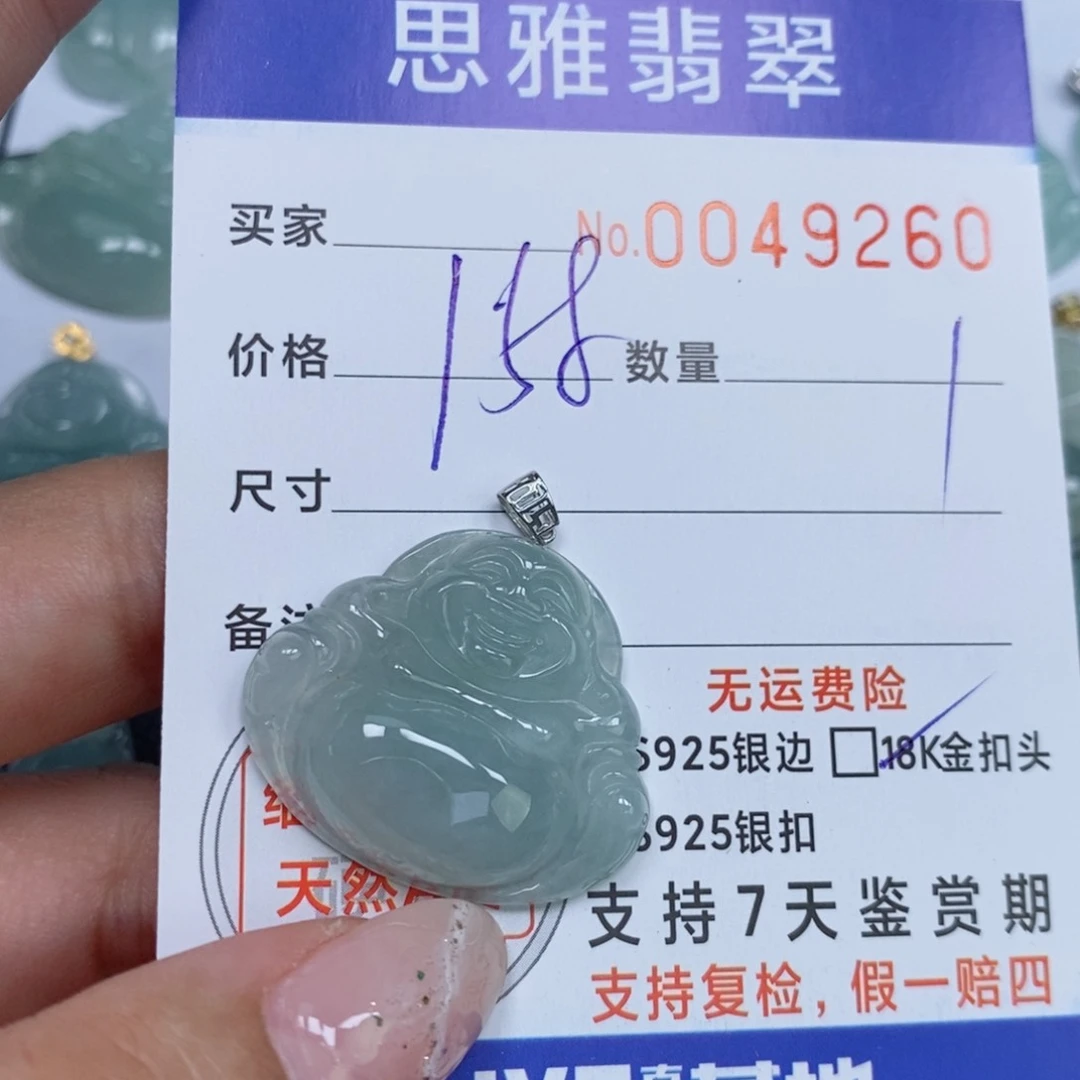 思雅翡翠
买家 No.0049260
价格 158 数量 1
尺寸
备注
无运费险
S925银边 □18K金扣头
S925银扣
天然
支持7天鉴赏期
支持复检,假一赔四